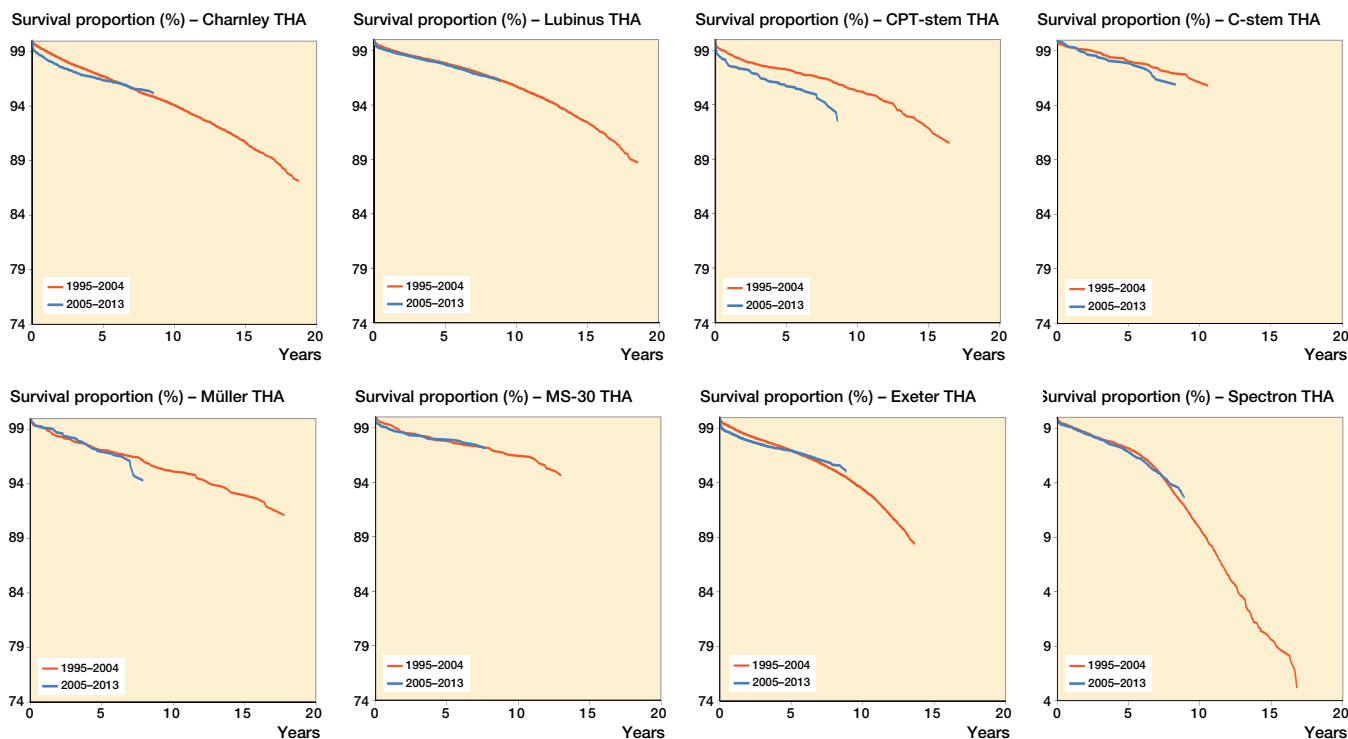 Survival proportion (%) – Charnley THA
99
94
89
84
79
74
1995–2004
2005–2013
0 5 10 15 20
Years
Survival proportion (%) – Lubinus THA
99
94
89
84
79
74
1995–2004
2005–2013
0 5 10 15 20
Years
Survival proportion (%) – CPT-stem THA
99
94
89
84
79
74
1995–2004
2005–2013
0 5 10 15 20
Years
Survival proportion (%) – C-stem THA
99
94
89
84
79
74
1995–2004
2005–2013
0 5 10 15 20
Years
Survival proportion (%) – Müller THA
99
94
89
84
79
74
1995–2004
2005–2013
0 5 10 15 20
Years
Survival proportion (%) – MS-30 THA
99
94
89
84
79
74
1995–2004
2005–2013
0 5 10 15 20
Years
Survival proportion (%) – Exeter THA
99
94
89
84
79
74
1995–2004
2005–2013
0 5 10 15 20
Years
Survival proportion (%) – Spectron THA
9
4
9
4
9
4
1995–2004
2005–2013
0 5 10 15 20
Years